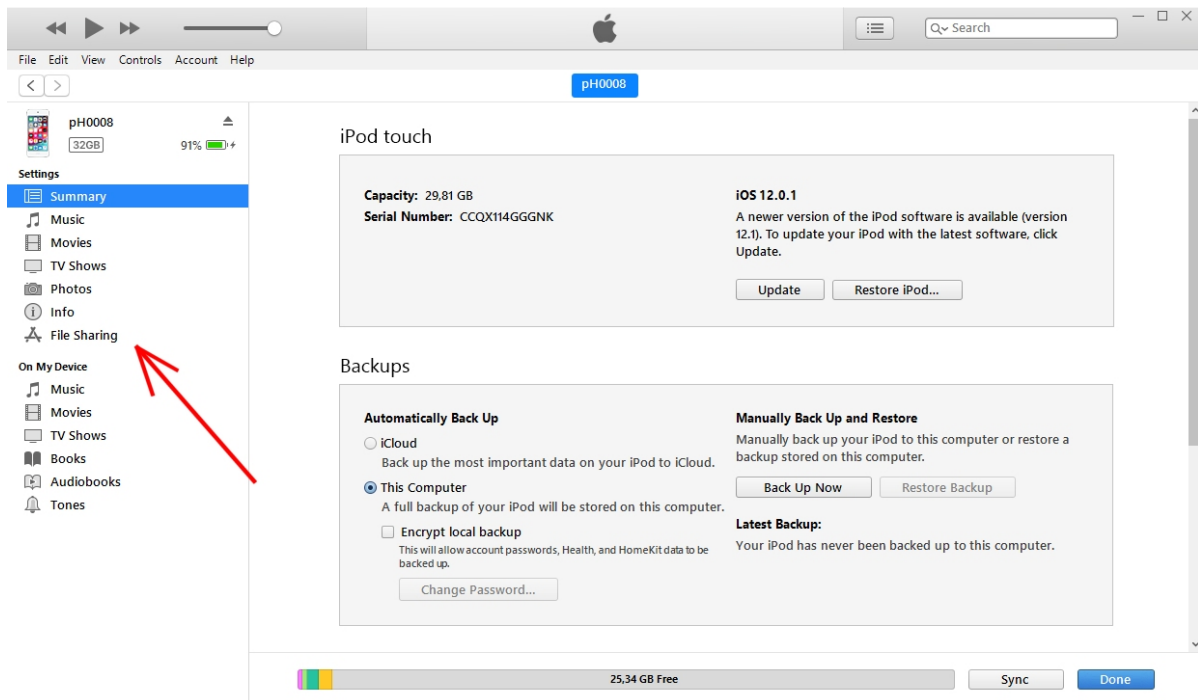 Search
File Edit View Controls Account Help
pH0008
pH0008
32GB
91%
Settings
Summary
Music
Movies
TV Shows
Photos
Info
File Sharing
On My Device
Music
Movies
TV Shows
Books
Audiobooks
Tones
iPod touch
Capacity: 29,81 GB
Serial Number: CCQX114GGGNK
iOS 12.0.1
A newer version of the iPod software is available (version
12.1). To update your iPod with the latest software, click
Update.
Update
Restore iPod...
Backups
Automatically Back Up
iCloud
Back up the most important data on your iPod to iCloud.
This Computer
A full backup of your iPod will be stored on this computer.
Encrypt local backup
This will allow account passwords, Health, and HomeKit data to be
backed up.
Change Password...
Manually Back Up and Restore
Manually back up your iPod to this computer or restore a
backup stored on this computer.
Back Up Now
Restore Backup
Latest Backup:
Your iPod has never been backed up to this computer.
25,34 GB Free
Sync
Done